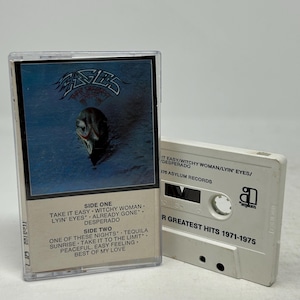 EAGLES
SIDE ONE
TAKE IT EASY • WITCHY WOMAN •
LYIN' EYES* • ALREADY GONE* •
DESPERADO
SIDE TWO
ONE OF THESE NIGHTS* • TEQUILA
SUNRISE • TAKE IT TO THE LIMIT* •
PEACEFUL, EASY FEELING •
BEST OF MY LOVE
IT EASY/WITCHY WOMAN/LYIN' EYES/
DESPERADO
ASYLUM RECORDS
R GREATEST HITS 1971-1975